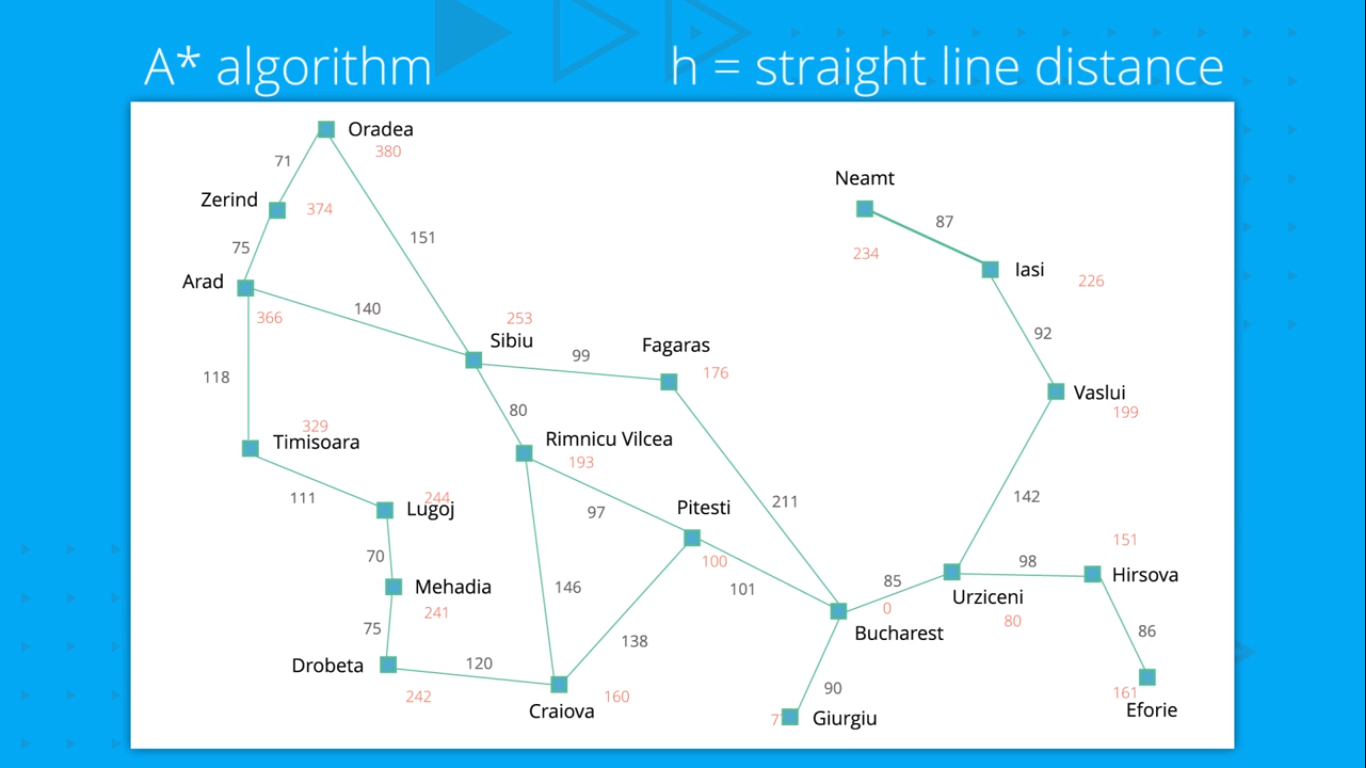 A* algorithm
h = straight line distance
Oradea
380
71
Zerind
374
75
Arad
366
151
140
118
253
Sibiu
99
Fagaras
176
80
329
Timisoara
111
244
Lugoj
70
Mehadia
241
75
Drobeta
242
120
Rimnicu Vilcea
193
97
146
Pitesti
100
138
101
211
160
Craiova
Neamt
234
87
Iasi
226
92
Vaslui
199
142
85
0
Bucharest
Urziceni
80
98
151
Hirsova
86
161
Eforie
90
Giurgiu